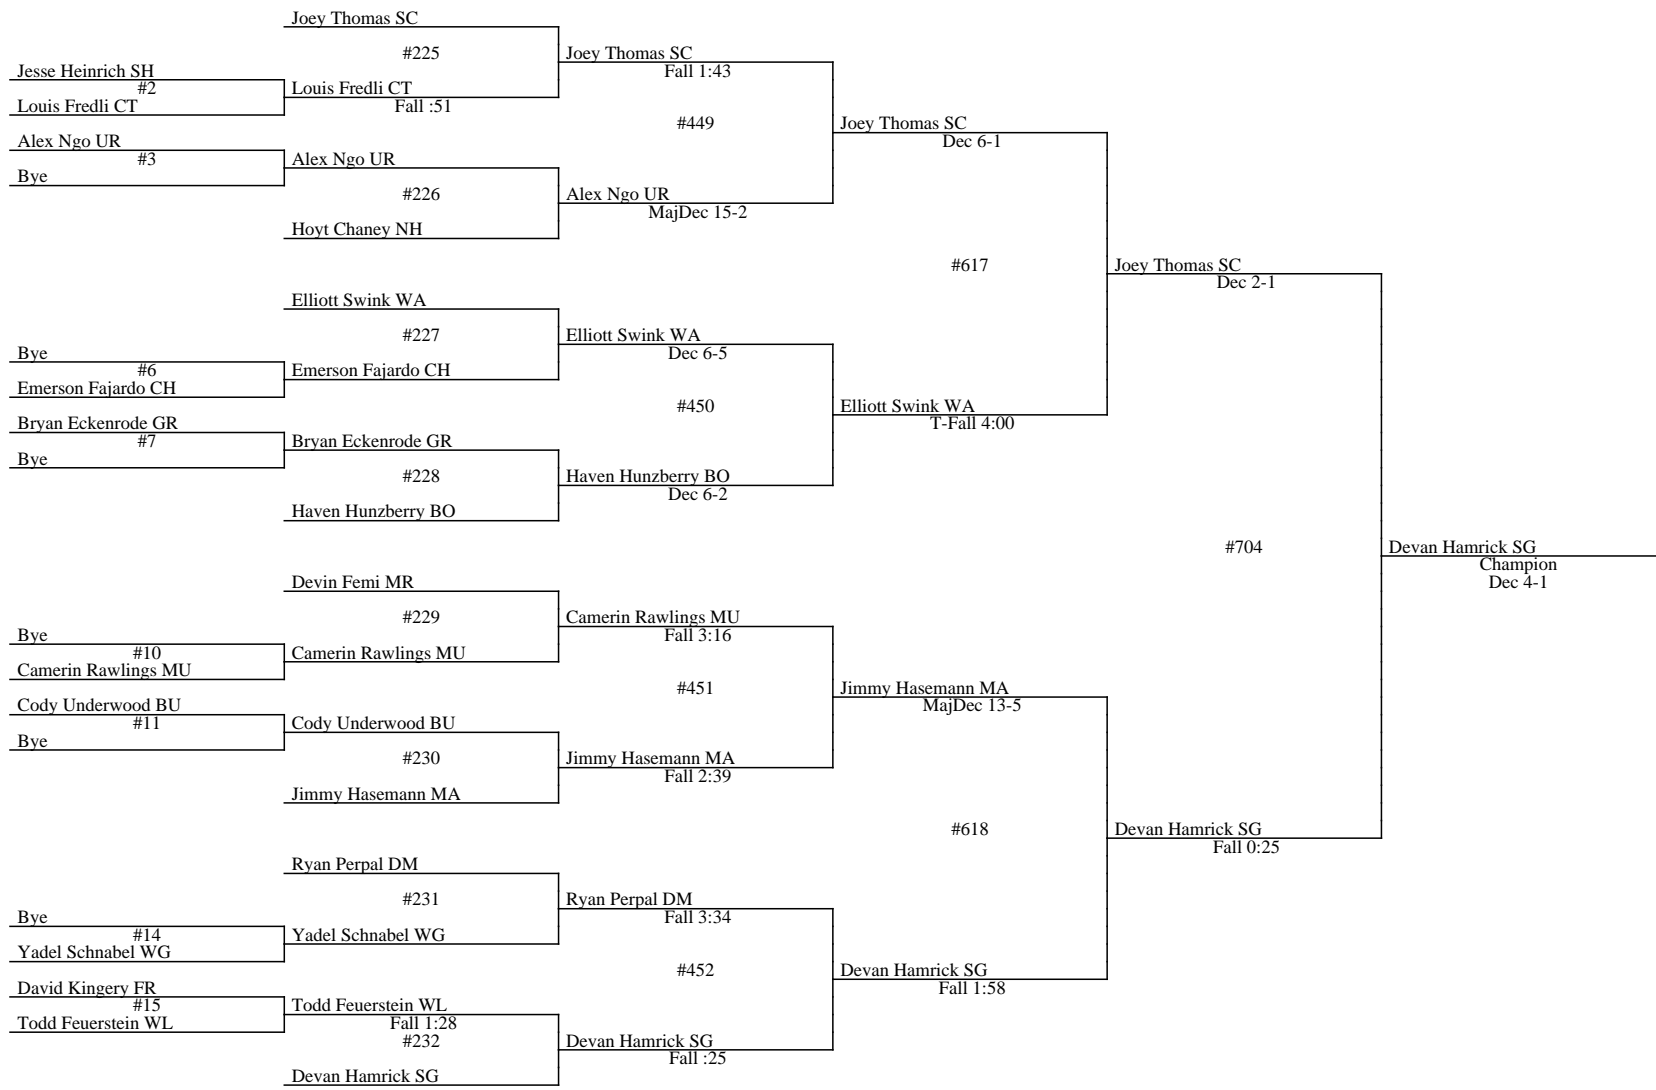 Joey Thomas SC
#225
Joey Thomas SC
Jesse Heinrich SH
Fall 1:43
#2
Louis Fredli CT
Louis Fredli CT
Fall :51
#449
Joey Thomas SC
Alex Ngo UR
Dec 6-1
#3
Alex Ngo UR
Bye
#226
Alex Ngo UR
MajDec 15-2
Hoyt Chaney NH
#617
Joey Thomas SC
Dec 2-1
Elliott Swink WA
#227
Elliott Swink WA
Bye
Dec 6-5
#6
Emerson Fajardo CH
Emerson Fajardo CH
#450
Elliott Swink WA
Bryan Eckenrode GR
T-Fall 4:00
#7
Bryan Eckenrode GR
Bye
#228
Haven Hunzberry BO
Dec 6-2
Haven Hunzberry BO
#704
Devan Hamrick SG
Champion
Dec 4-1
Devin Femi MR
#229
Camerin Rawlings MU
Bye
Fall 3:16
#10
Camerin Rawlings MU
Camerin Rawlings MU
#451
Jimmy Hasemann MA
Cody Underwood BU
MajDec 13-5
#11
Cody Underwood BU
Bye
#230
Jimmy Hasemann MA
Fall 2:39
Jimmy Hasemann MA
#618
Devan Hamrick SG
Fall 0:25
Ryan Perpal DM
#231
Ryan Perpal DM
Bye
Fall 3:34
#14
Yadel Schnabel WG
Yadel Schnabel WG
#452
Devan Hamrick SG
David Kingery FR
Fall 1:58
#15
Todd Feuerstein WL
Todd Feuerstein WL
Fall 1:28
#232
Devan Hamrick SG
Fall :25
Devan Hamrick SG